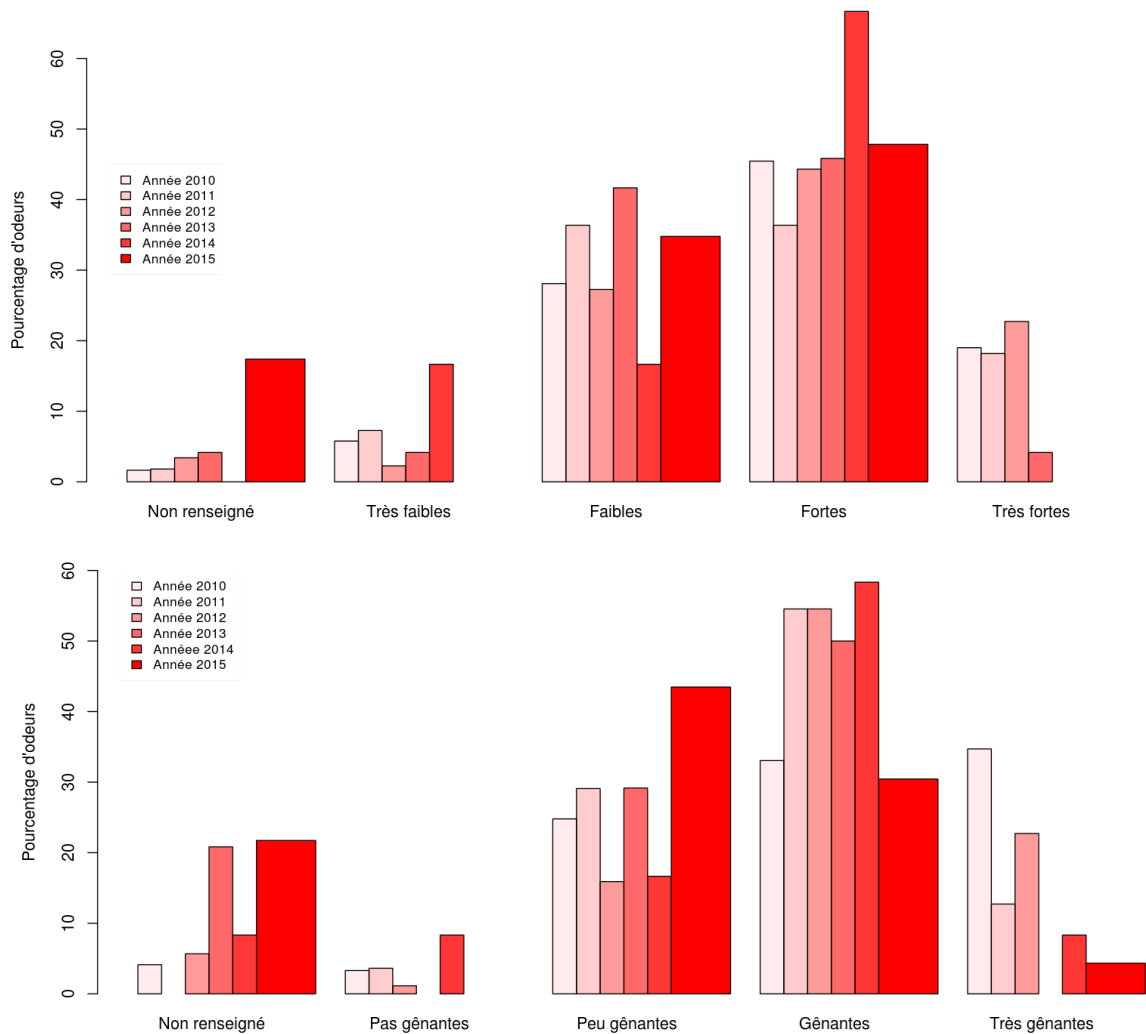 60
50
40
30
20
10
0
Pourcentage d'odeurs
Année 2010
Année 2011
Année 2012
Année 2013
Année 2014
Année 2015
Non renseigné Très faibles Faibles Fortes Très fortes
60
50
40
30
20
10
0
Pourcentage d'odeurs
Année 2010
Année 2011
Année 2012
Année 2013
Annéee 2014
Année 2015
Non renseigné Pas gênantes Peu gênantes Gênantes Très gênantes